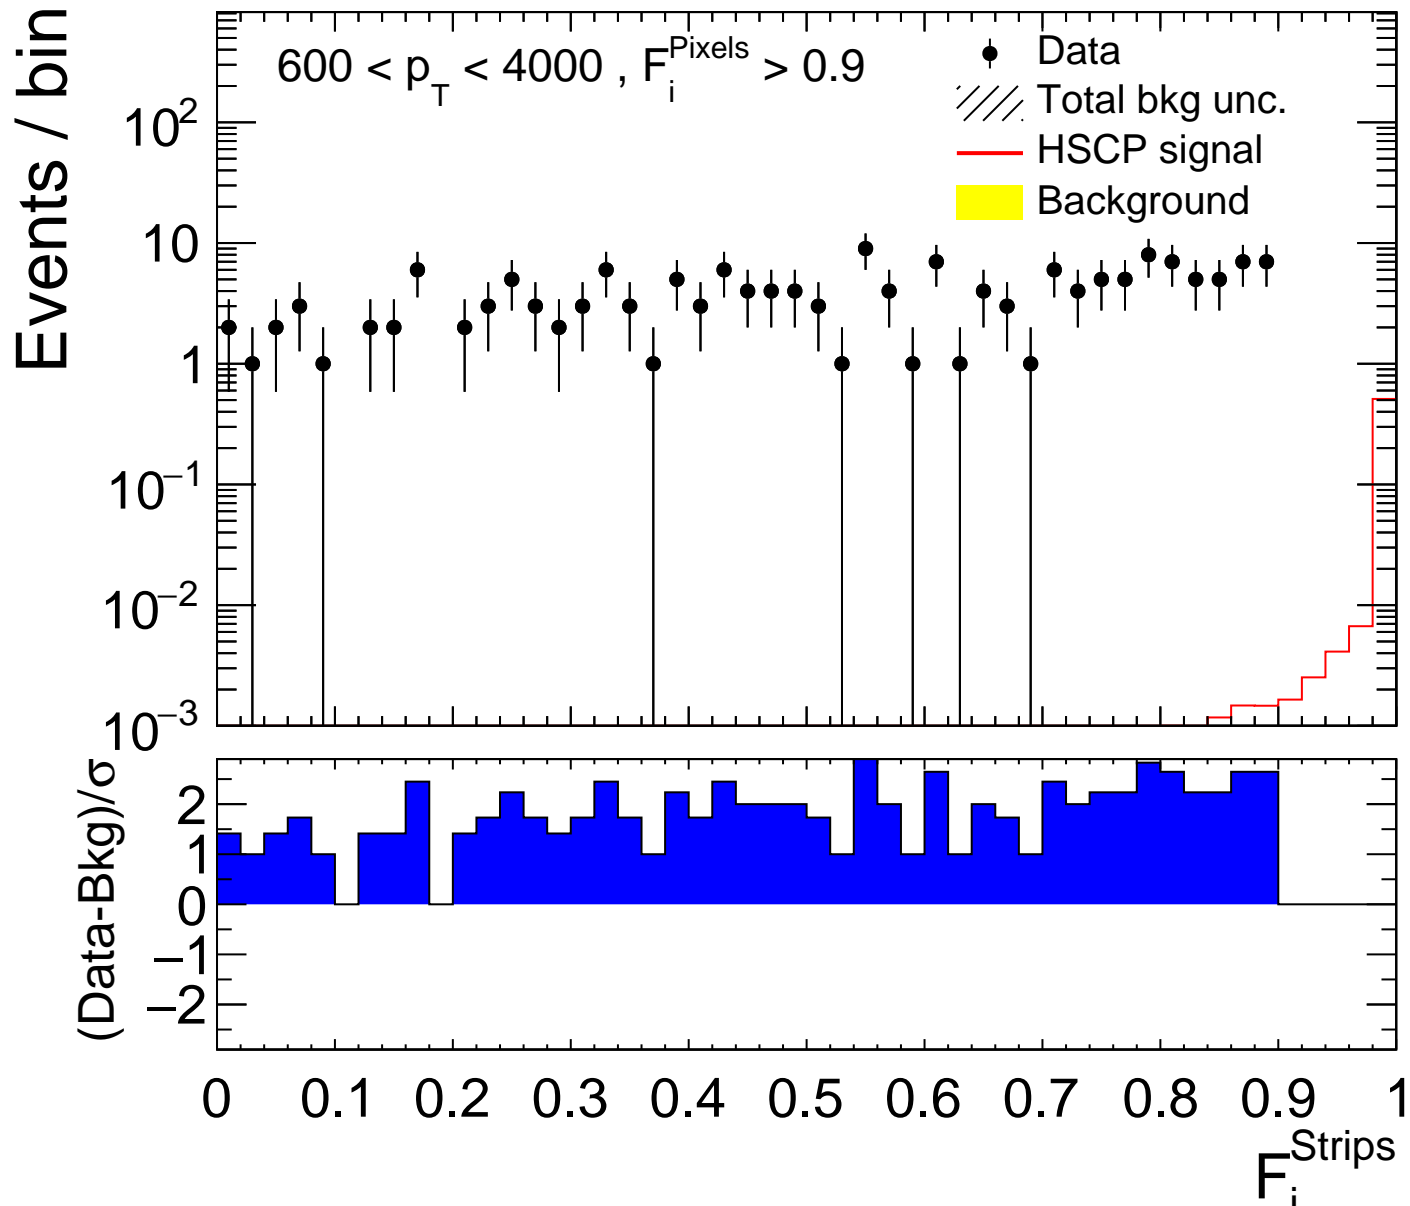 Events / bin
600 < p_T < 4000 , F_i^Pixels > 0.9
Data
Total bkg unc.
HSCP signal
Background
10²
10
1
10⁻¹
10⁻²
10⁻³
(Data-Bkg)/σ
2
1
0
−1
−2
0 0.1 0.2 0.3 0.4 0.5 0.6 0.7 0.8 0.9 1
F_i^Strips